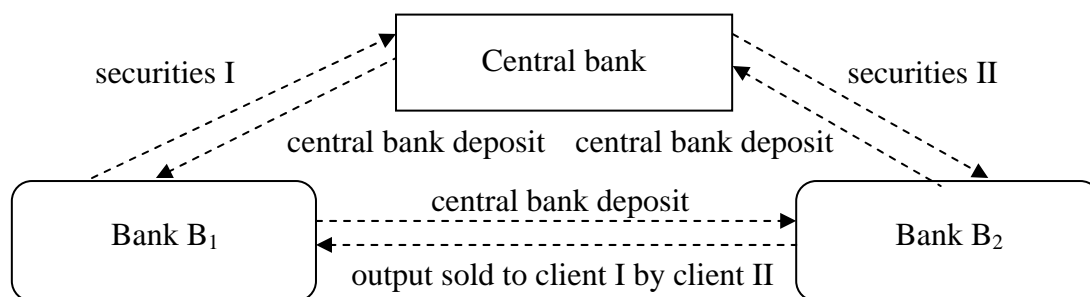 Central bank
securities I
securities II
central bank deposit
central bank deposit
central bank deposit
Bank B₁
Bank B₂
output sold to client I by client II